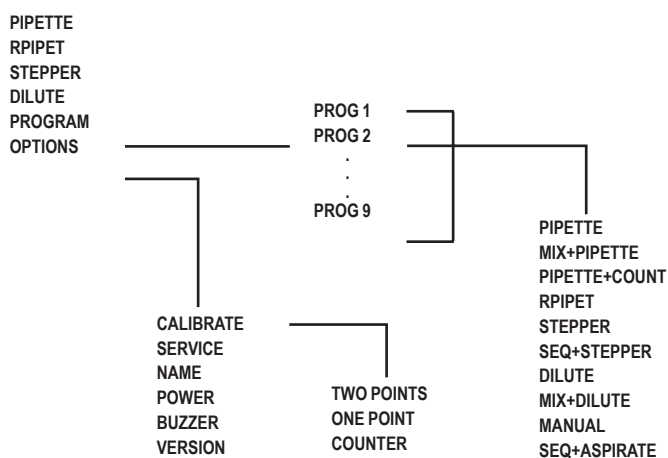 PIPETTE
RPIPET
STEPPER
DILUTE
PROGRAM
OPTIONS
PROG 1
PROG 2
.
.
.
PROG 9
PIPETTE
MIX+PIPETTE
PIPETTE+COUNT
RPIPET
STEPPER
SEQ+STEPPER
DILUTE
MIX+DILUTE
MANUAL
SEQ+ASPIRATE
CALIBRATE
SERVICE
NAME
POWER
BUZZER
VERSION
TWO POINTS
ONE POINT
COUNTER